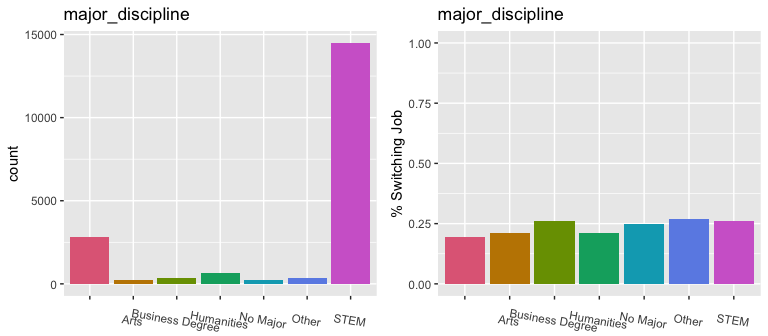 major_discipline
15000
10000
5000
0
count
Arts
Business Degree
Humanities
No Major
Other
STEM
major_discipline
1.00
0.75
0.50
0.25
0.00
% Switching Job
Arts
Business Degree
Humanities
No Major
Other
STEM